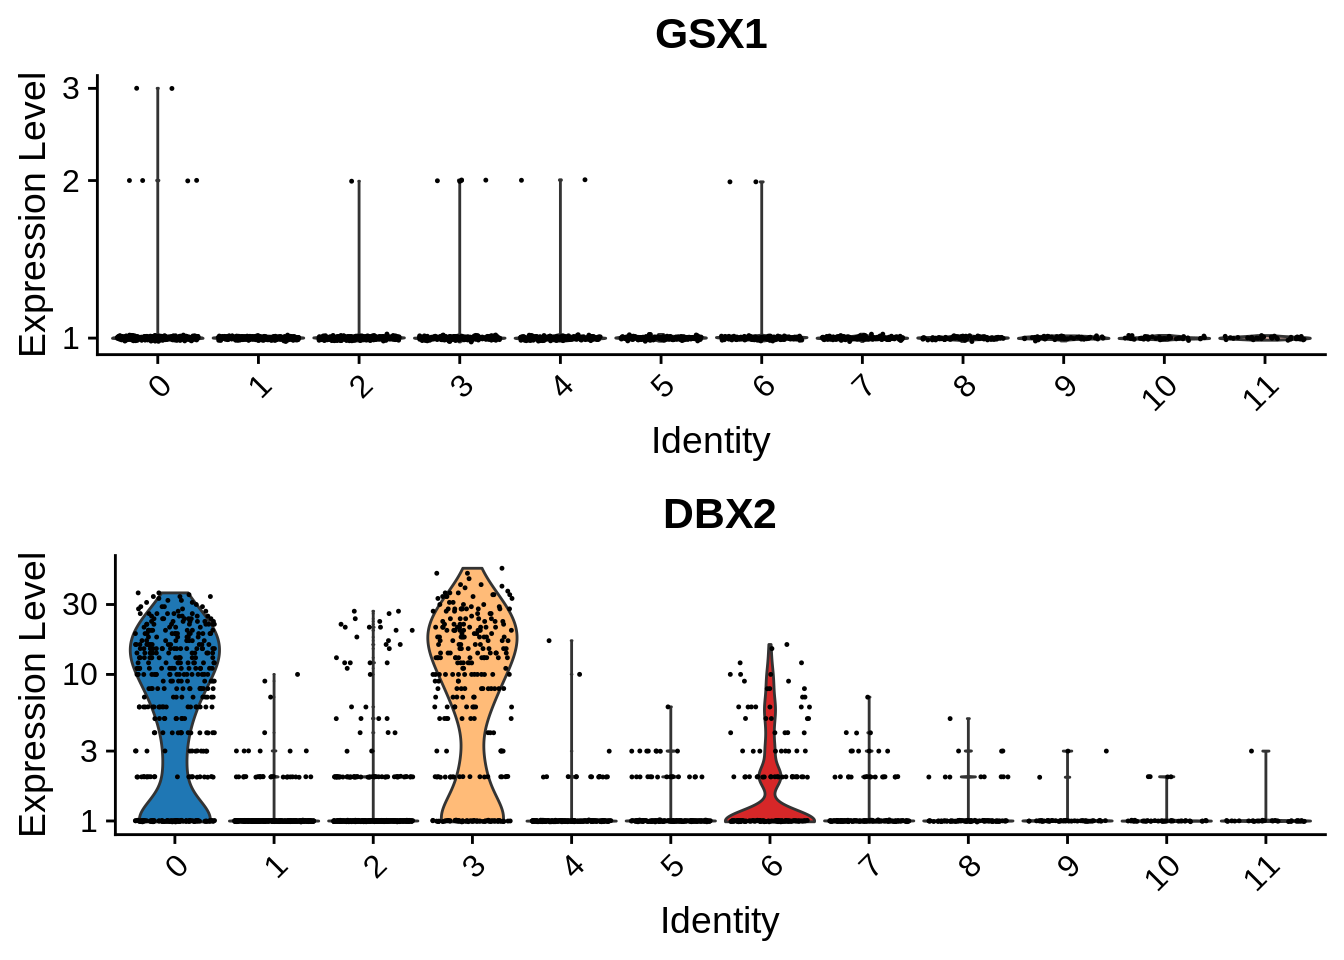 GSX1
Expression Level
3
2
1
0 1 2 3 4 5 6 7 8 9 10 11
Identity
DBX2
Expression Level
30
10
3
1
0 1 2 3 4 5 6 7 8 9 10 11
Identity